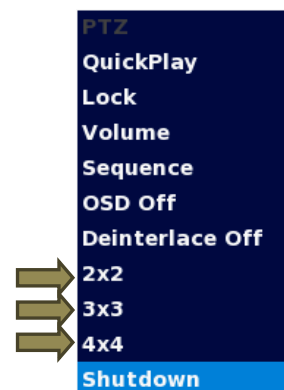 PTZ
QuickPlay
Lock
Volume
Sequence
OSD Off
Deinterlace Off
2x2
3x3
4x4
Shutdown